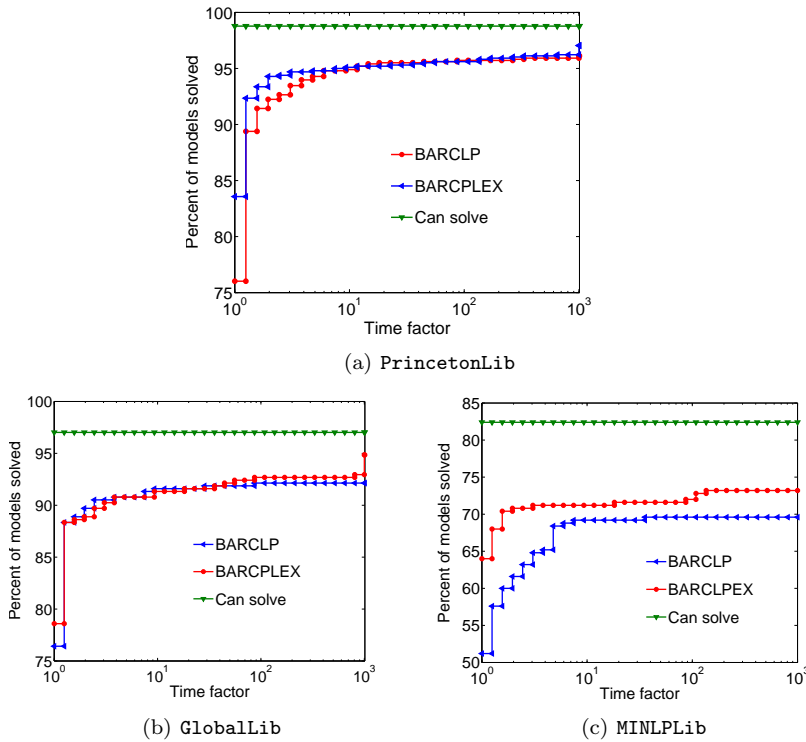 100
95
90
85
80
75
Percent of models solved
BARCLP
BARCPLEX
Can solve
10^0 10^1 10^2 10^3
Time factor
(a) PrincetonLib
100
95
90
85
80
75
Percent of models solved
BARCLP
BARCPLEX
Can solve
10^0 10^1 10^2 10^3
Time factor
(b) GlobalLib
85
80
75
70
65
60
55
50
Percent of models solved
BARCLP
BARCLPEX
Can solve
10^0 10^1 10^2 10^3
Time factor
(c) MINLPLib